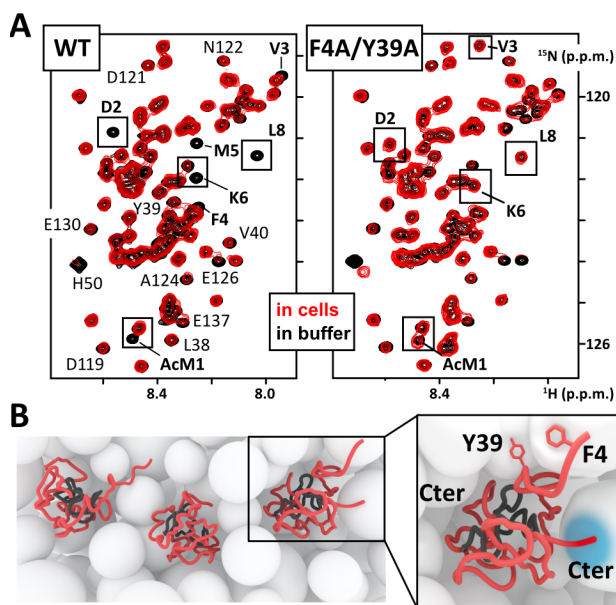 A
WT
F4A/Y39A
N122
V3
D121
D2
M5
L8
K6
Y39
F4
E130
V40
H50
A124
E126
E137
L38
D119
AcM1
8.4
8.0
in cells
in buffer
V3
¹⁵N (p.p.m.)
120
D2
L8
K6
AcM1
126
8.4
¹H (p.p.m.)
B
Y39
F4
Cter
Cter